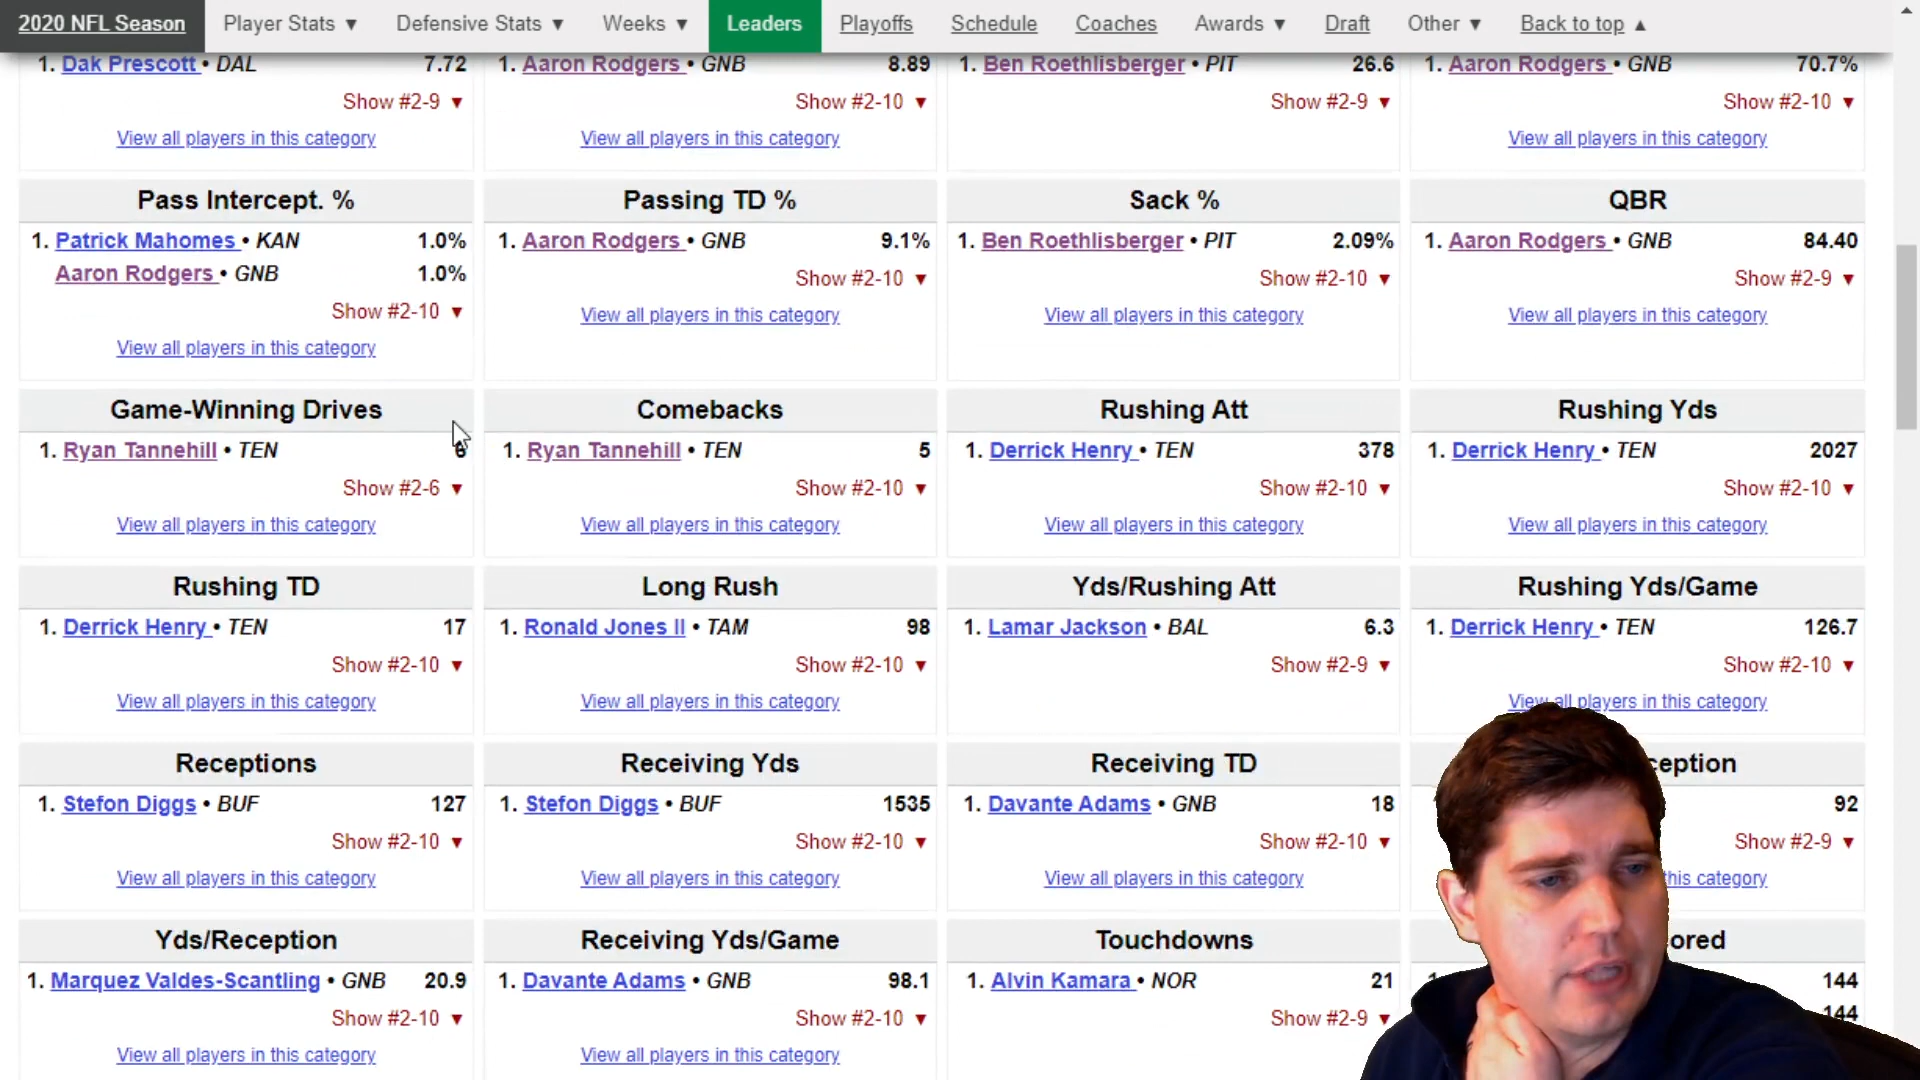 2020 NFL Season Player Stats ▼ Defensive Stats ▼ Weeks ▼ Leaders Playoffs Schedule Coaches Awards ▼ Draft Other ▼ Back to top ▲
1. Dak Prescott • DAL 7.72 1. Aaron Rodgers • GNB 8.89 1. Ben Roethlisberger • PIT 26.6 1. Aaron Rodgers • GNB 70.7%
Show #2-9 ▼ Show #2-10 ▼ Show #2-9 ▼ Show #2-10 ▼
View all players in this category View all players in this category View all players in this category
Pass Intercept. % Passing TD % Sack % QBR
1. Patrick Mahomes • KAN 1.0% 1. Aaron Rodgers • GNB 9.1% 1. Ben Roethlisberger • PIT 2.09% 1. Aaron Rodgers • GNB 84.40
Aaron Rodgers • GNB 1.0% Show #2-10 ▼ Show #2-10 ▼ Show #2-9 ▼
Show #2-10 ▼ View all players in this category View all players in this category View all players in this category
View all players in this category
Game-Winning Drives Comebacks Rushing Att Rushing Yds
1. Ryan Tannehill • TEN 6 1. Ryan Tannehill • TEN 5 1. Derrick Henry • TEN 378 1. Derrick Henry • TEN 2027
Show #2-6 ▼ Show #2-10 ▼ Show #2-10 ▼ Show #2-10 ▼
View all players in this category View all players in this category View all players in this category View all players in this category
Rushing TD Long Rush Yds/Rushing Att Rushing Yds/Game
1. Derrick Henry • TEN 17 1. Ronald Jones II • TAM 98 1. Lamar Jackson • BAL 6.3 1. Derrick Henry • TEN 126.7
Show #2-10 ▼ Show #2-10 ▼ Show #2-9 ▼ Show #2-10 ▼
View all players in this category View all players in this category View all players in this category
Receptions Receiving Yds Receiving TD
1. Stefon Diggs • BUF 127 1. Stefon Diggs • BUF 1535 1. Davante Adams • GNB 18 92
Show #2-10 ▼ Show #2-10 ▼ Show #2-10 ▼ Show #2-9 ▼
View all players in this category View all players in this category View all players in this category this category
Yds/Reception Receiving Yds/Game Touchdowns
1. Marquez Valdes-Scantling • GNB 20.9 1. Davante Adams • GNB 98.1 1. Alvin Kamara • NOR 21 1. 144
Show #2-10 ▼ Show #2-10 ▼ Show #2-9 ▼ 144
View all players in this category View all players in this category